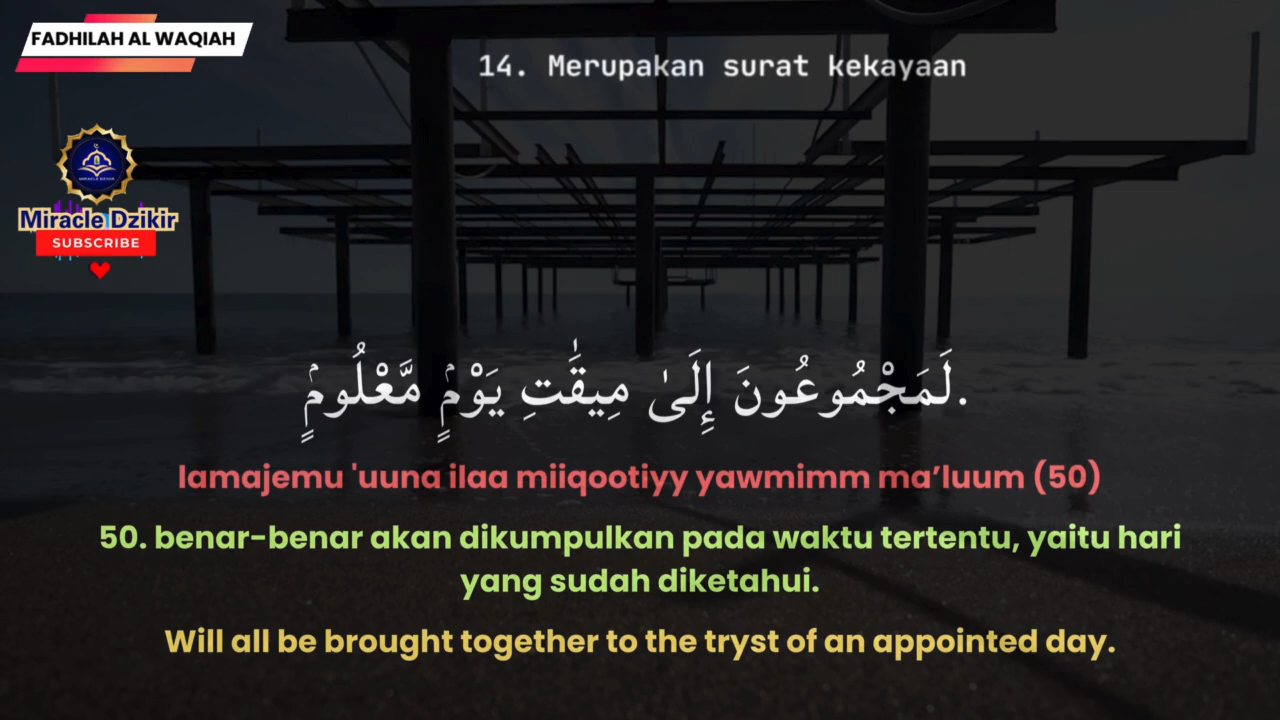 FADHILAH AL WAQIAH
14. Merupakan surat kekayaan
MIRACLE DZIKIR
Miracle Dzikir
SUBSCRIBE
لَمَجْمُوعُونَ إِلَىٰ مِيقَٰتِ يَوْمٍۢ مَّعْلُومٍۢ.
lamajemu 'uuna ilaa miiqootiyy yawmimm ma’luum (50)
50. benar-benar akan dikumpulkan pada waktu tertentu, yaitu hari
yang sudah diketahui.
Will all be brought together to the tryst of an appointed day.